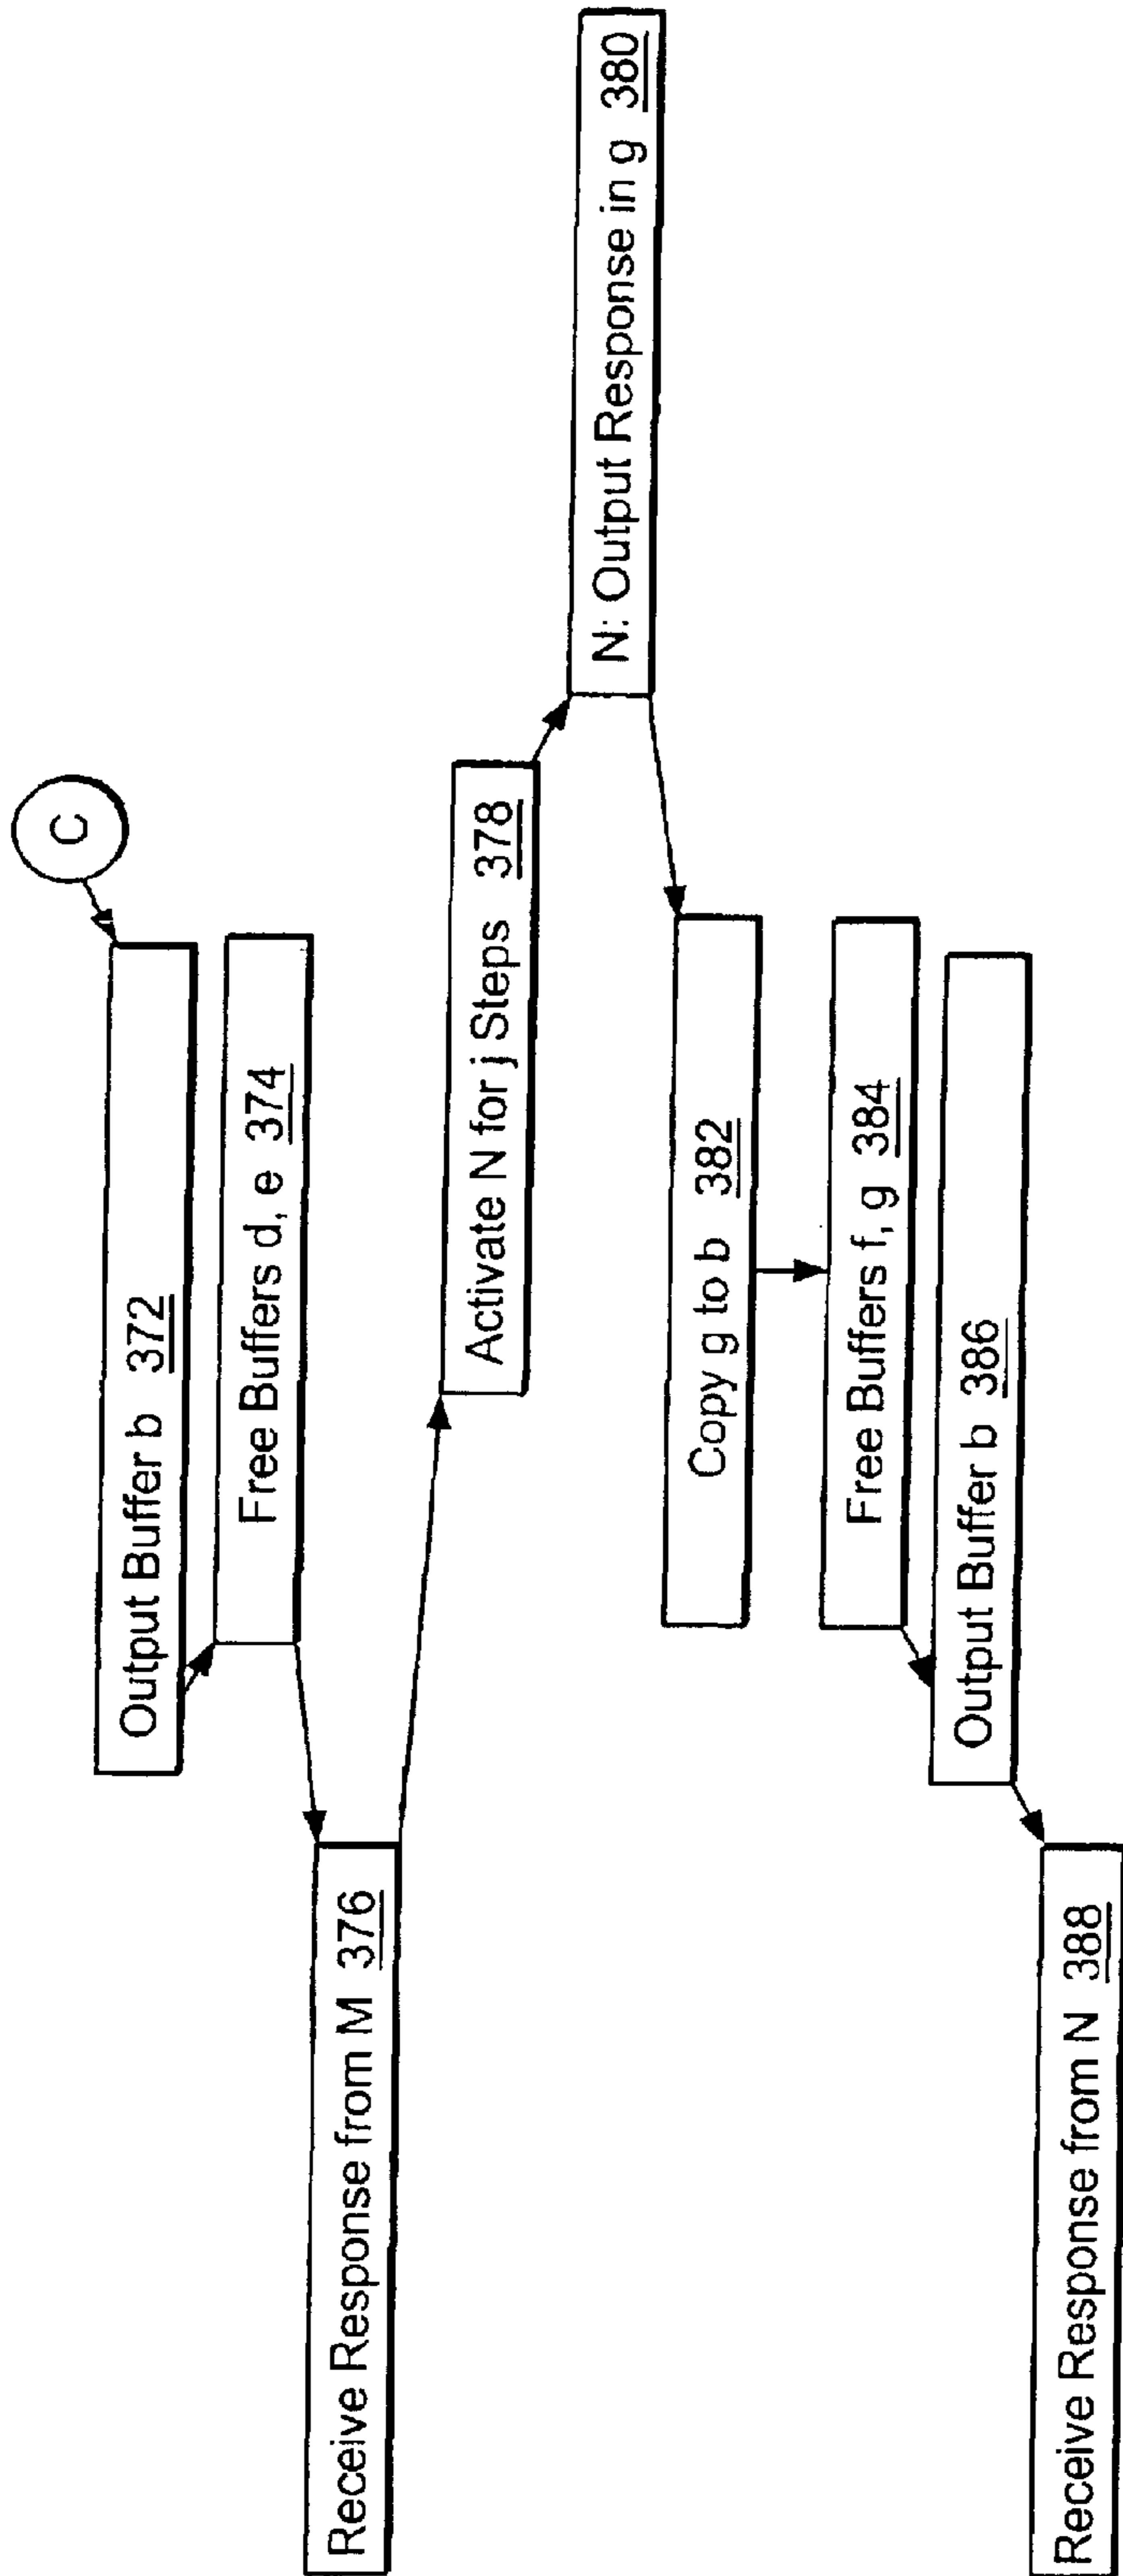 C
Output Buffer b 372
Free Buffers d, e 374
Receive Response from M 376
Activate N for j Steps 378
N: Output Response in g 380
Copy g to b 382
Free Buffers f, g 384
Output Buffer b 386
Receive Response from N 388